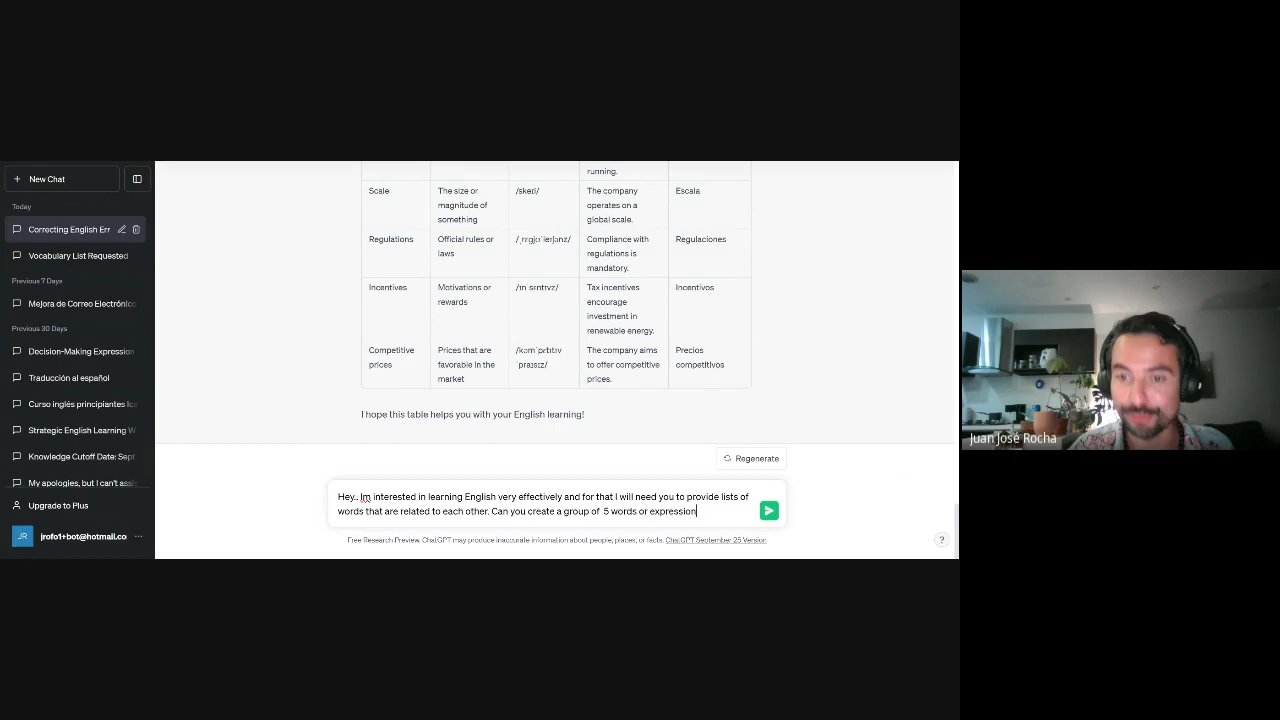 New Chat
Today
Correcting English Err
Vocabulary List Requested
Previous 7 Days
Mejora de Correo Electrónico
Previous 30 Days
Decision-Making Expression
Traducción al español
Curso inglés principiantes
Strategic English Learning W
Knowledge Cutoff Date: Sept
My apologies, but I can't assi
Upgrade to Plus
JR
jrofo1+bot@hotmail.co
running.
Scale
The size or
magnitude of
something
/skeɪl/
The company
operates on a
global scale.
Escala
Regulations
Official rules or
laws
Compliance with
regulations is
mandatory.
Regulaciones
Incentives
Motivations or
rewards
Tax incentives
encourage
investment in
renewable energy.
Incentivos
Competitive
prices
Prices that are
favorable in the
market
The company aims
to offer competitive
prices.
Precios
competitivos
I hope this table helps you with your English learning!
Regenerate
Hey.. Im interested in learning English very effectively and for that I will need you to provide lists of
words that are related to each other. Can you create a group of 5 words or expression
Free Research Preview. ChatGPT may produce inaccurate information about people, places, or facts. ChatGPT September 25 Version
?
Juan José Rocha